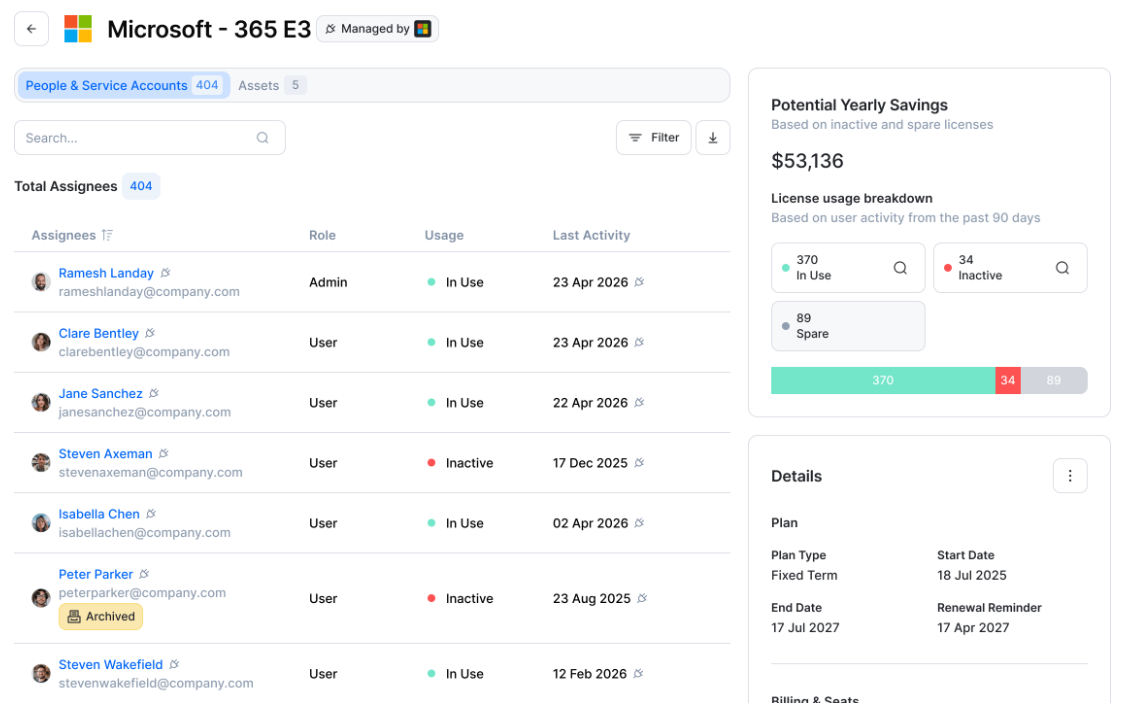 Microsoft - 365 E3 Managed by
People & Service Accounts 404 Assets 5
Search...
Filter
Total Assignees 404
Assignees Role Usage Last Activity
Ramesh Landay
rameshlanday@company.com
Admin In Use 23 Apr 2026
Clare Bentley
clarebentley@company.com
User In Use 23 Apr 2026
Jane Sanchez
janesanchez@company.com
User In Use 22 Apr 2026
Steven Axeman
stevenaxeman@company.com
User Inactive 17 Dec 2025
Isabella Chen
isabellachen@company.com
User In Use 02 Apr 2026
Peter Parker
peterparker@company.com
Archived
User Inactive 23 Aug 2025
Steven Wakefield
stevenwakefield@company.com
User In Use 12 Feb 2026
Potential Yearly Savings
Based on inactive and spare licenses
$53,136
License usage breakdown
Based on user activity from the past 90 days
370
In Use
34
Inactive
89
Spare
370 34 89
Details
Plan
Plan Type Start Date
Fixed Term 18 Jul 2025
End Date Renewal Reminder
17 Jul 2027 17 Apr 2027
Billing & Seats